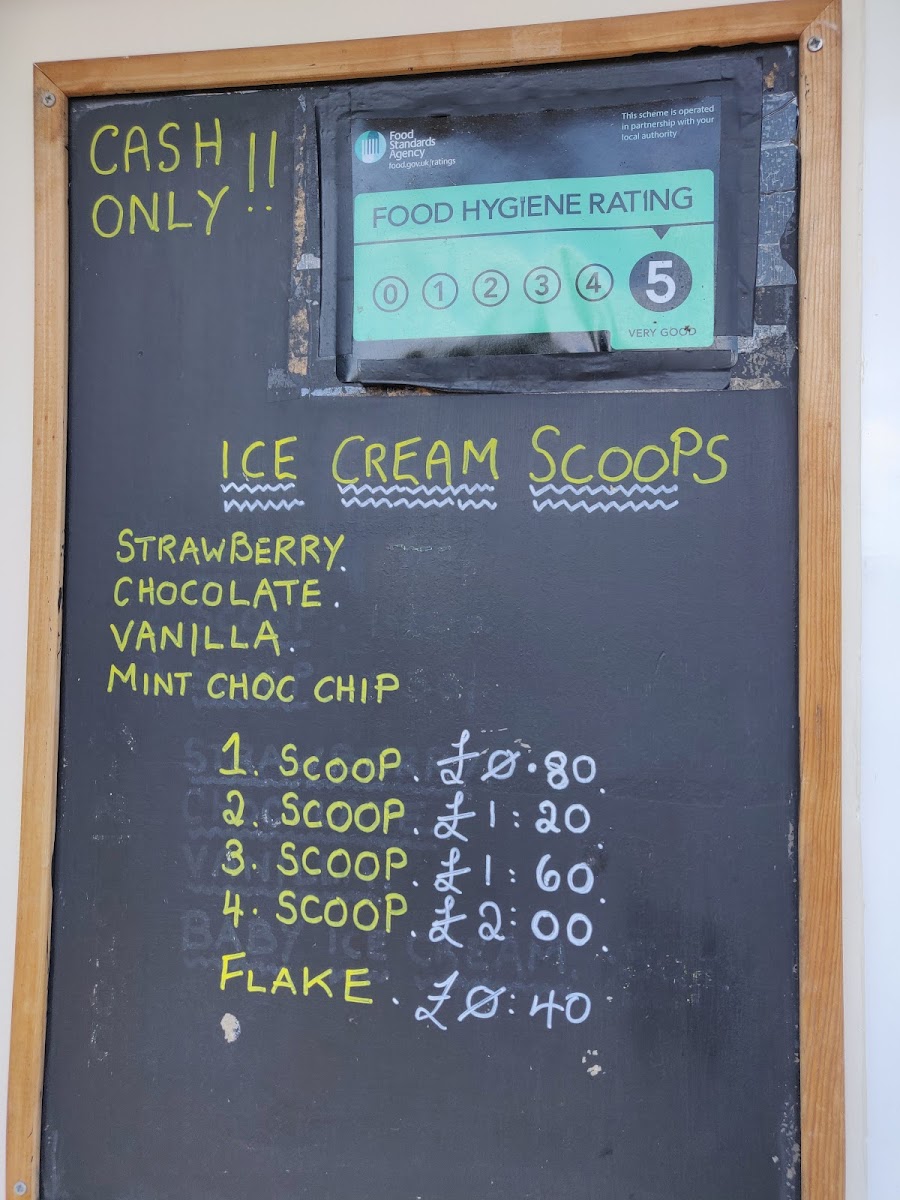 CASH
ONLY !!
Food
Standards
Agency
food.gov.uk/ratings
This scheme is operated
in partnership with your
local authority
FOOD HYGIENE RATING
0 1 2 3 4 5
VERY GOOD
ICE CREAM SCOOPS
STRAWBERRY.
CHOCOLATE.
VANILLA.
MINT CHOC CHIP
1. SCOOP. £0.80.
2. SCOOP. £1:20.
3. SCOOP. £1:60.
4. SCOOP. £2:00.
FLAKE. £0:40